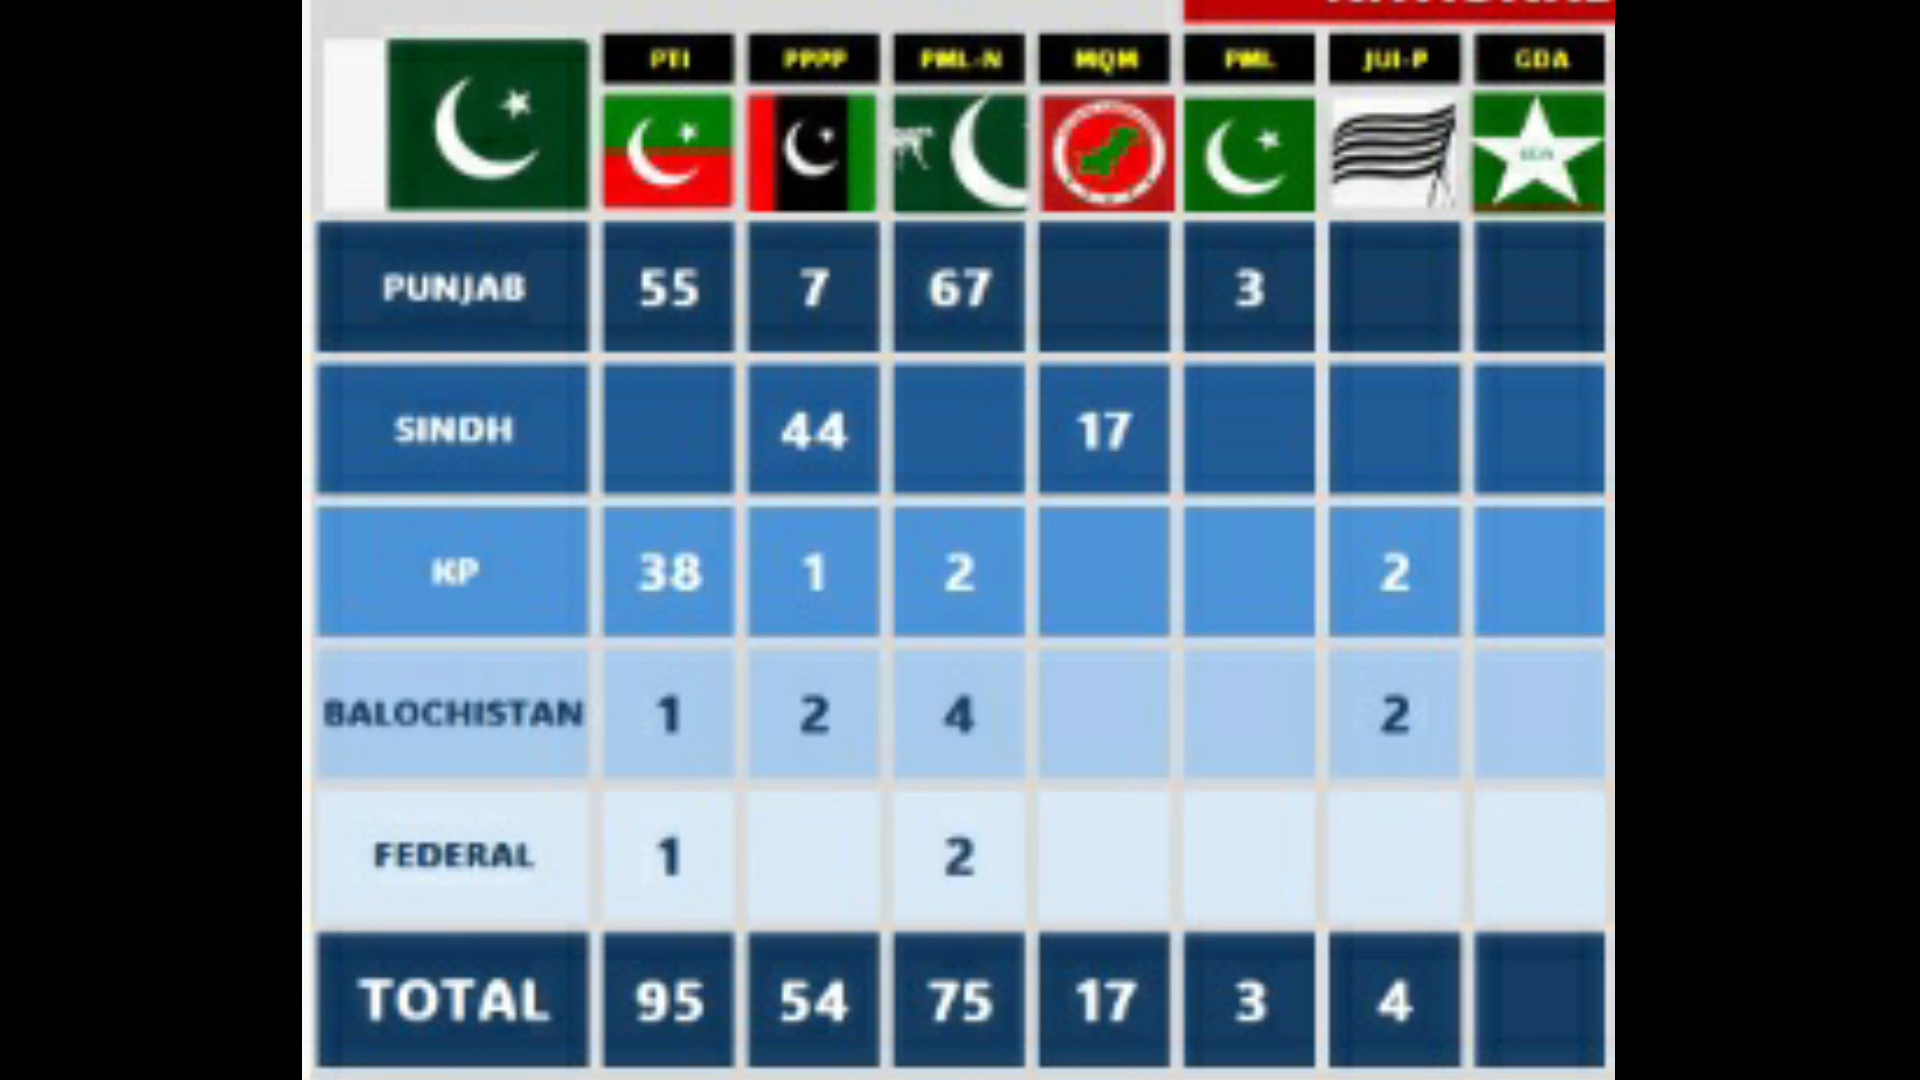 PTI PPPP PML-N MQM PML JUI-P GDA
PUNJAB 55 7 67 3
SINDH 44 17
KP 38 1 2 2
BALOCHISTAN 1 2 4 2
FEDERAL 1 2
TOTAL 95 54 75 17 3 4